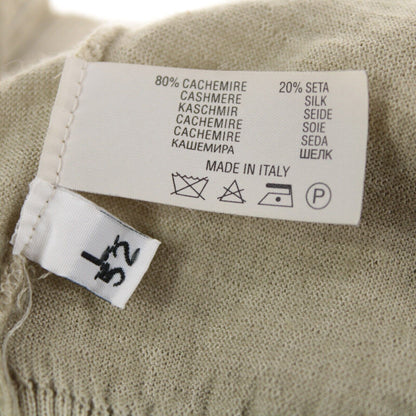 80% CACHEMIRE 20% SETA
CASHMERE SILK
KASCHMIR SEIDE
CACHEMIRE SOIE
CACHEMIRE SEDA
КАШЕМИРА ШЕЛК
MADE IN ITALY
P
L
52